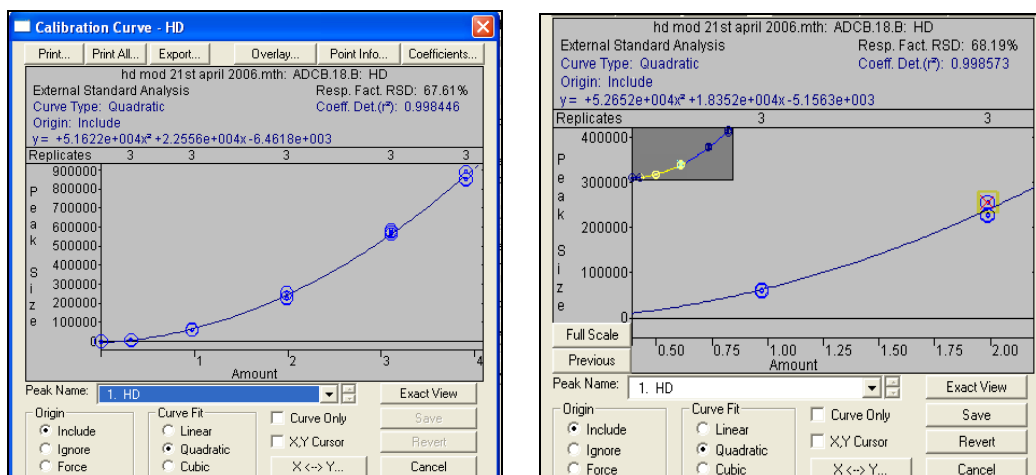 Calibration Curve - HD
Print... Print All... Export... Overlay... Point Info... Coefficients...
hd mod 21st april 2006.mth: ADCB.18.B: HD
External Standard Analysis Resp. Fact. RSD: 67.61%
Curve Type: Quadratic Coeff. Det.(r²): 0.998446
Origin: Include
y = +5.1622e+004x² +2.2556e+004x -6.4618e+003
Replicates 3 3 3 3 3
900000
800000
700000
600000
500000
400000
300000
200000
100000
0
Peak Size
1 2 3 4
Amount
Peak Name: 1. HD Exact View
Origin Curve Fit Curve Only Save
Include Linear X,Y Cursor Revert
Ignore Quadratic
Force Cubic X <--> Y... Cancel
hd mod 21st april 2006.mth: ADCB.18.B: HD
External Standard Analysis Resp. Fact. RSD: 68.19%
Curve Type: Quadratic Coeff. Det.(r²): 0.998573
Origin: Include
y = +5.2652e+004x² +1.8352e+004x -5.1563e+003
Replicates 3 3
400000
300000
200000
100000
0
Peak Size
Full Scale
Previous
0.50 0.75 1.00 1.25 1.50 1.75 2.00
Amount
Peak Name: 1. HD Exact View
Origin Curve Fit Curve Only Save
Include Linear X,Y Cursor Revert
Ignore Quadratic
Force Cubic X <--> Y... Cancel